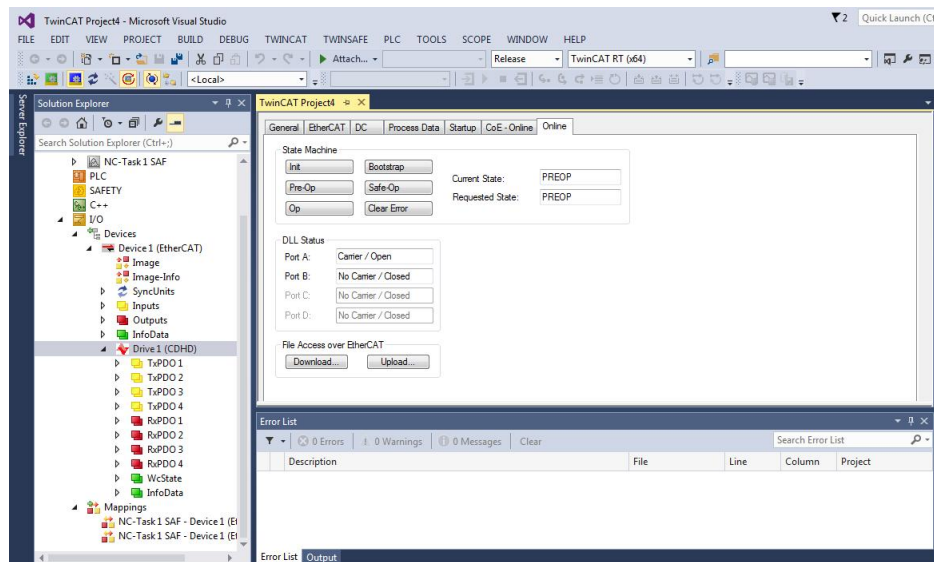 TwinCAT Project4 - Microsoft Visual Studio
2 Quick Launch (Ct
FILE EDIT VIEW PROJECT BUILD DEBUG TWINCAT TWINSAFE PLC TOOLS SCOPE WINDOW HELP
Attach... Release TwinCAT RT (x64)
<Local>
Server Explorer
Solution Explorer
Search Solution Explorer (Ctrl+;)
NC-Task 1 SAF
PLC
SAFETY
C++
I/O
Devices
Device 1 (EtherCAT)
Image
Image-Info
SyncUnits
Inputs
Outputs
InfoData
Drive 1 (CDHD)
TxPDO 1
TxPDO 2
TxPDO 3
TxPDO 4
RxPDO 1
RxPDO 2
RxPDO 3
RxPDO 4
WcState
InfoData
Mappings
NC-Task 1 SAF - Device 1 (Et
NC-Task 1 SAF - Device 1 (Et
TwinCAT Project4
General EtherCAT DC Process Data Startup CoE - Online Online
State Machine
Init Bootstrap
Pre-Op Safe-Op
Op Clear Error
Current State: PREOP
Requested State: PREOP
DLL Status
Port A: Carrier / Open
Port B: No Carrier / Closed
Port C: No Carrier / Closed
Port D: No Carrier / Closed
File Access over EtherCAT
Download... Upload...
Error List
0 Errors 0 Warnings 0 Messages Clear Search Error List
Description File Line Column Project
Error List Output